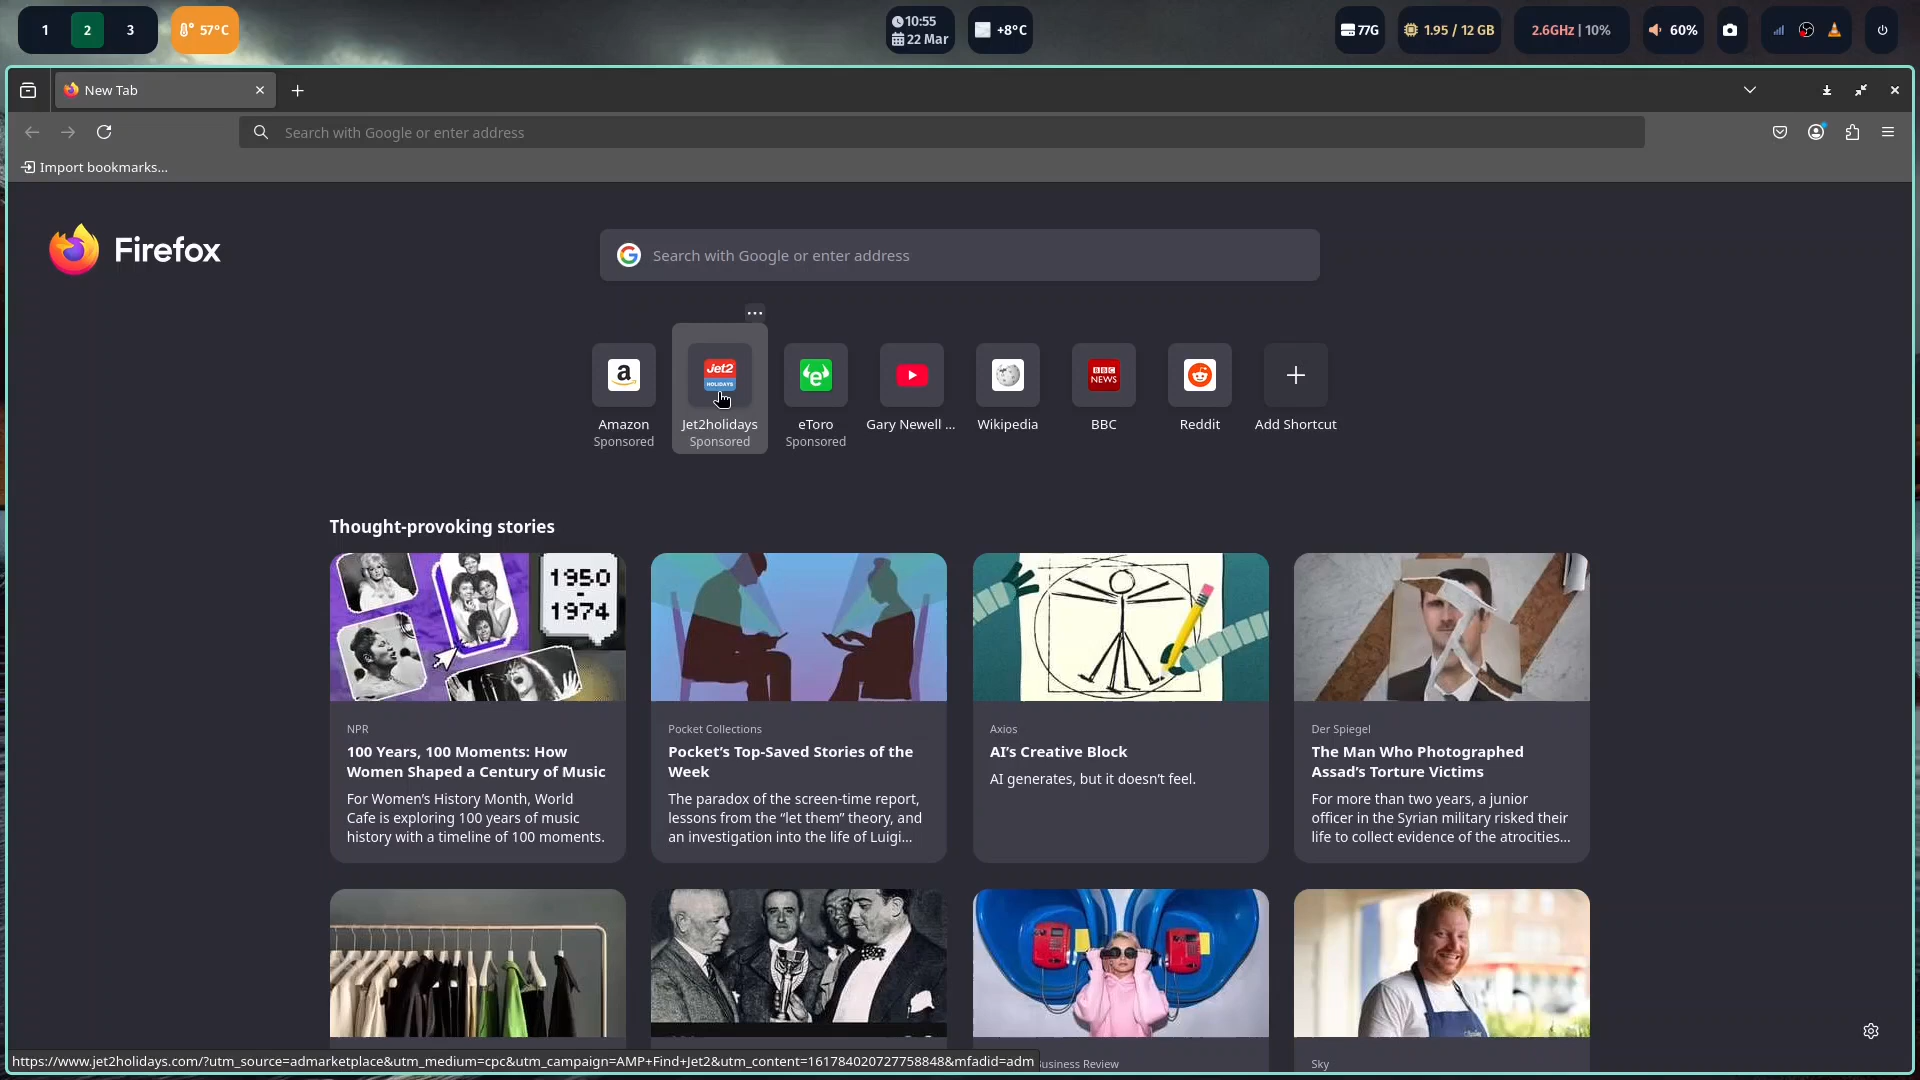 1 2 3 57°C
10:55
22 Mar
+8°C
77G
1.95 / 12 GB
2.6GHz | 10%
60%
New Tab
Search with Google or enter address
Import bookmarks...
Firefox
Search with Google or enter address
a
Jet2
HOLIDAYS
BBC
NEWS
Amazon
Sponsored
Jet2holidays
Sponsored
eToro
Sponsored
Gary Newell ...
Wikipedia
BBC
Reddit
Add Shortcut
Thought-provoking stories
1950
-
1974
NPR
100 Years, 100 Moments: How
Women Shaped a Century of Music
For Women’s History Month, World
Cafe is exploring 100 years of music
history with a timeline of 100 moments.
Pocket Collections
Pocket’s Top-Saved Stories of the
Week
The paradox of the screen-time report,
lessons from the “let them” theory, and
an investigation into the life of Luigi...
Axios
AI’s Creative Block
AI generates, but it doesn’t feel.
Der Spiegel
The Man Who Photographed
Assad’s Torture Victims
For more than two years, a junior
officer in the Syrian military risked their
life to collect evidence of the atrocities...
https://www.jet2holidays.com/?utm_source=admarketplace&utm_medium=cpc&utm_campaign=AMP+Find+Jet2&utm_content=161784020727758848&mfadid=adm
Business Review
Sky